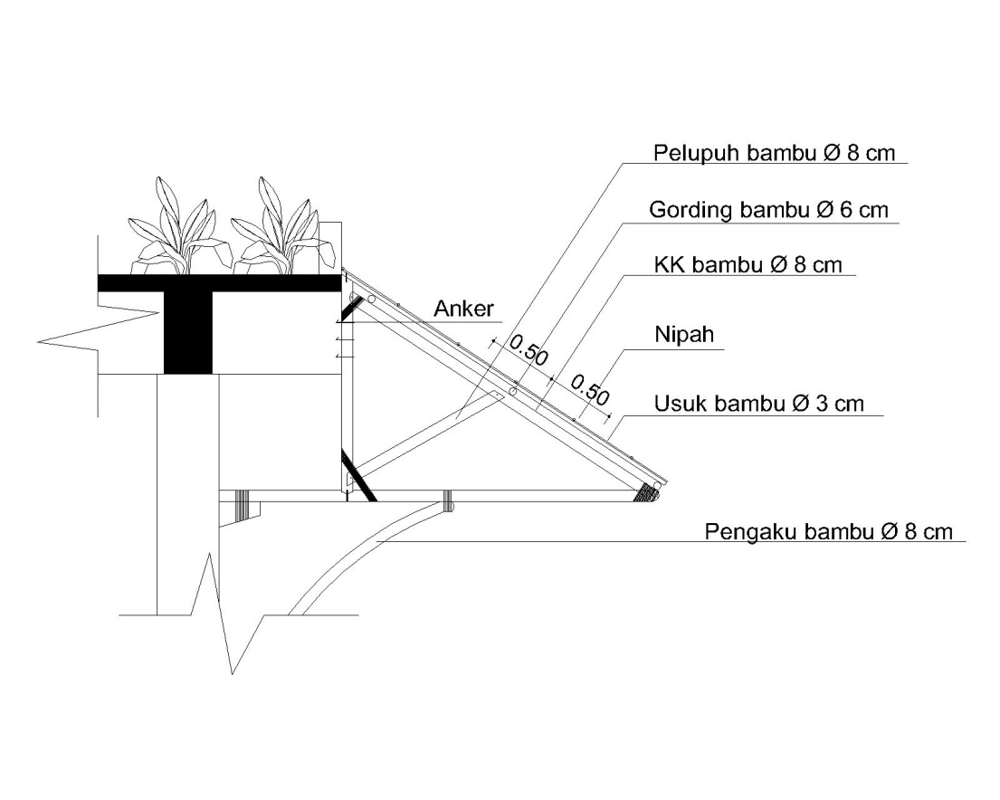 Pelupuh bambu Ø 8 cm
Gording bambu Ø 6 cm
KK bambu Ø 8 cm
Anker
Nipah
0.50
0.50
Usuk bambu Ø 3 cm
Pengaku bambu Ø 8 cm